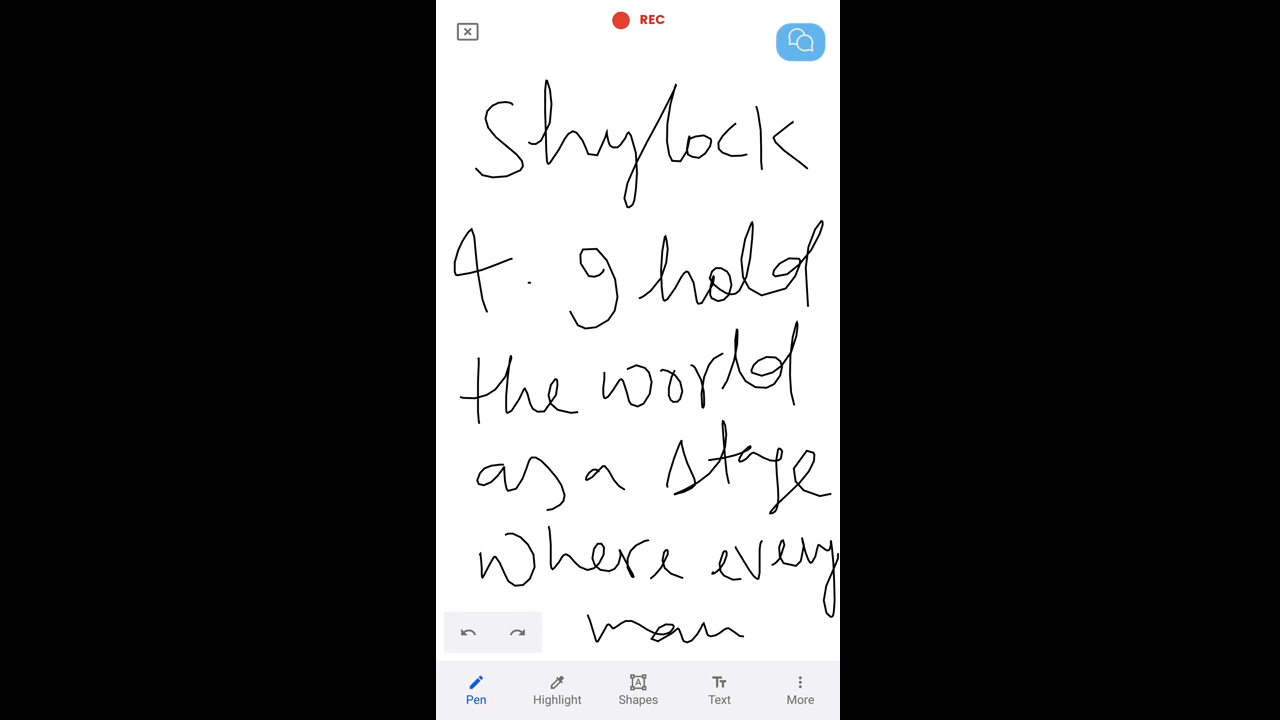 REC
Shylock
4. I hold
the world
as a stage
where every
man
Pen Highlight Shapes Text More